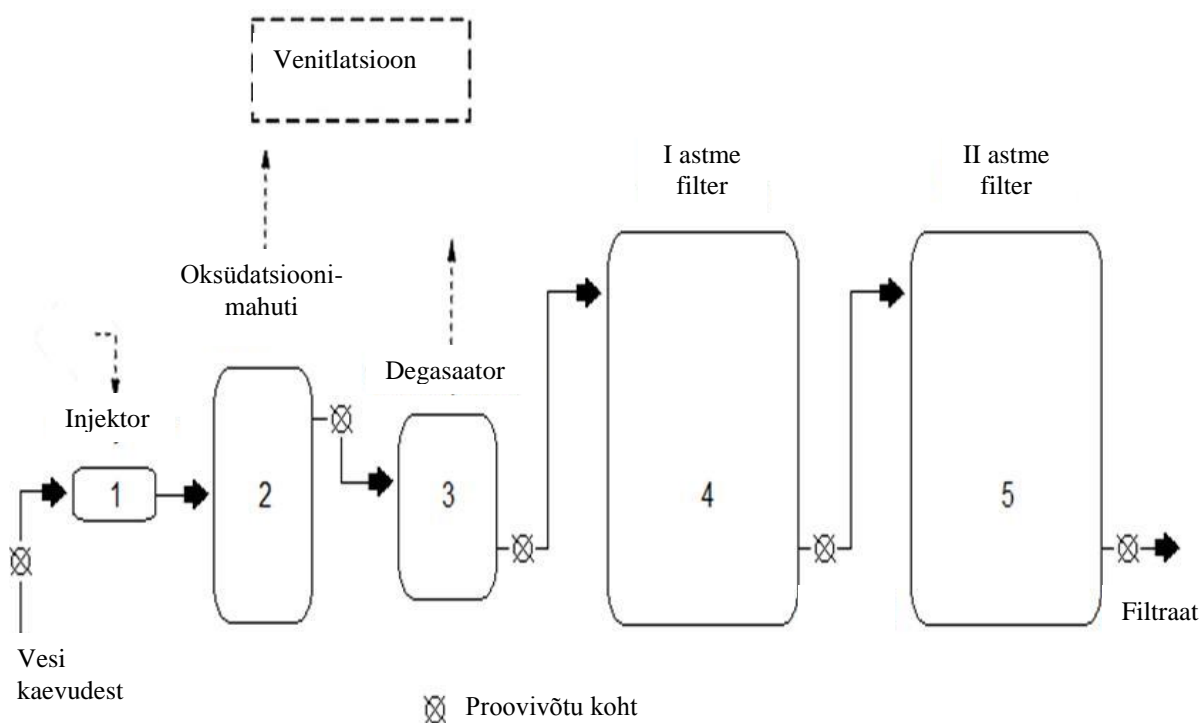 Venitlatsioon
I astme
filter
II astme
filter
Oksüdatsiooni-
mahuti
Degasaator
Injektor
1
2
3
4
5
Filtraat
Vesi
kaevudest
Proovivõtu koht